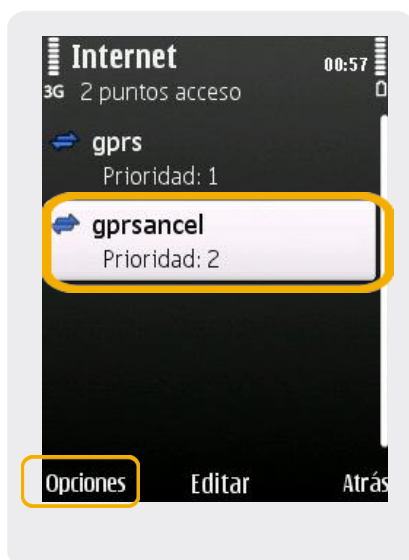 Internet
00:57
3G 2 puntos acceso
gprs
Prioridad: 1
gprsancel
Prioridad: 2
Opciones Editar Atrás